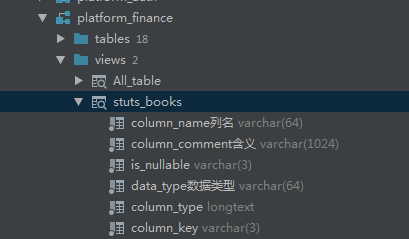 platform_finance
tables 18
views 2
All_table
stuts_books
column_name列名 varchar(64)
column_comment含义 varchar(1024)
is_nullable varchar(3)
data_type数据类型 varchar(64)
column_type longtext
column_key varchar(3)